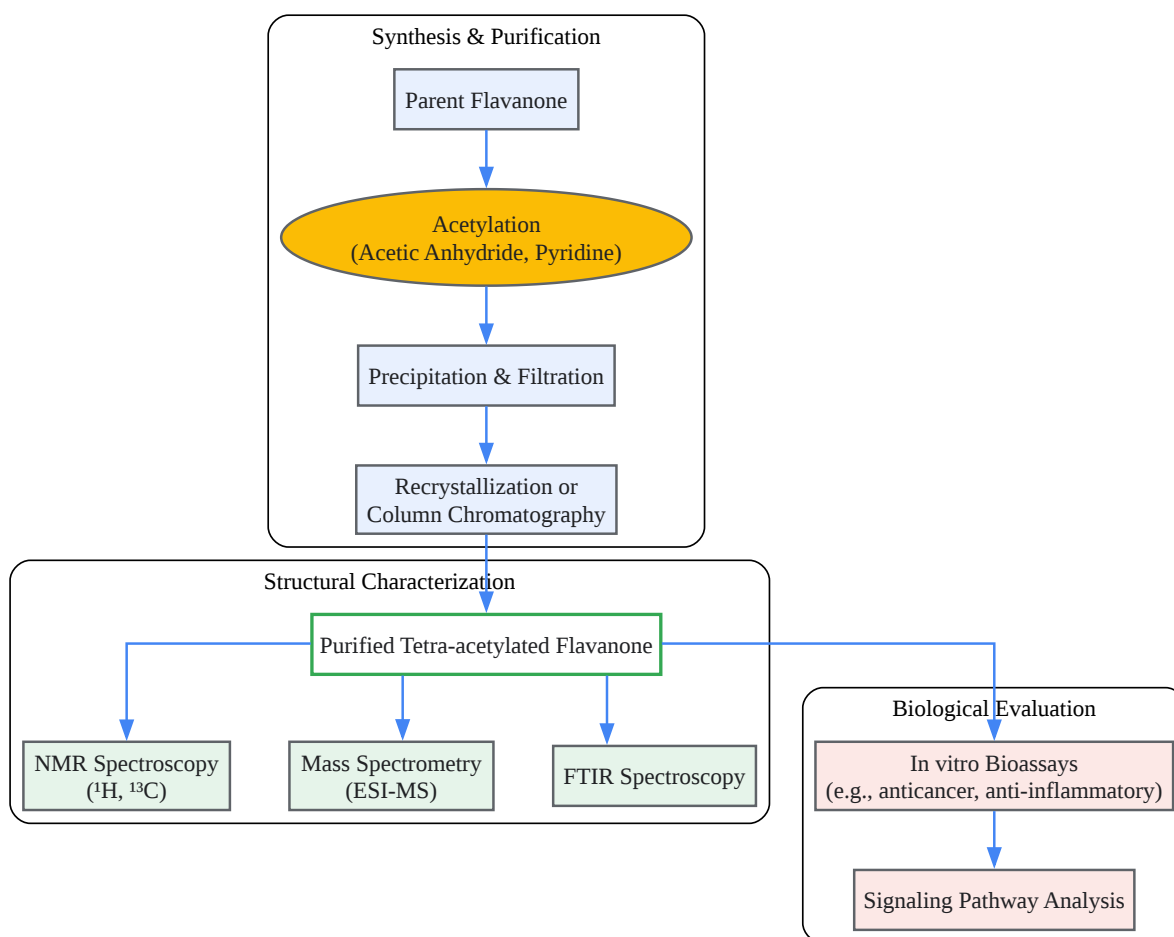 Synthesis & Purification
Parent Flavanone
Acetylation
(Acetic Anhydride, Pyridine)
Precipitation & Filtration
Recrystallization or
Column Chromatography
Structural Characterization
Purified Tetra-acetylated Flavanone
NMR Spectroscopy
(¹H, ¹³C)
Mass Spectrometry
(ESI-MS)
FTIR Spectroscopy
Biological Evaluation
In vitro Bioassays
(e.g., anticancer, anti-inflammatory)
Signaling Pathway Analysis